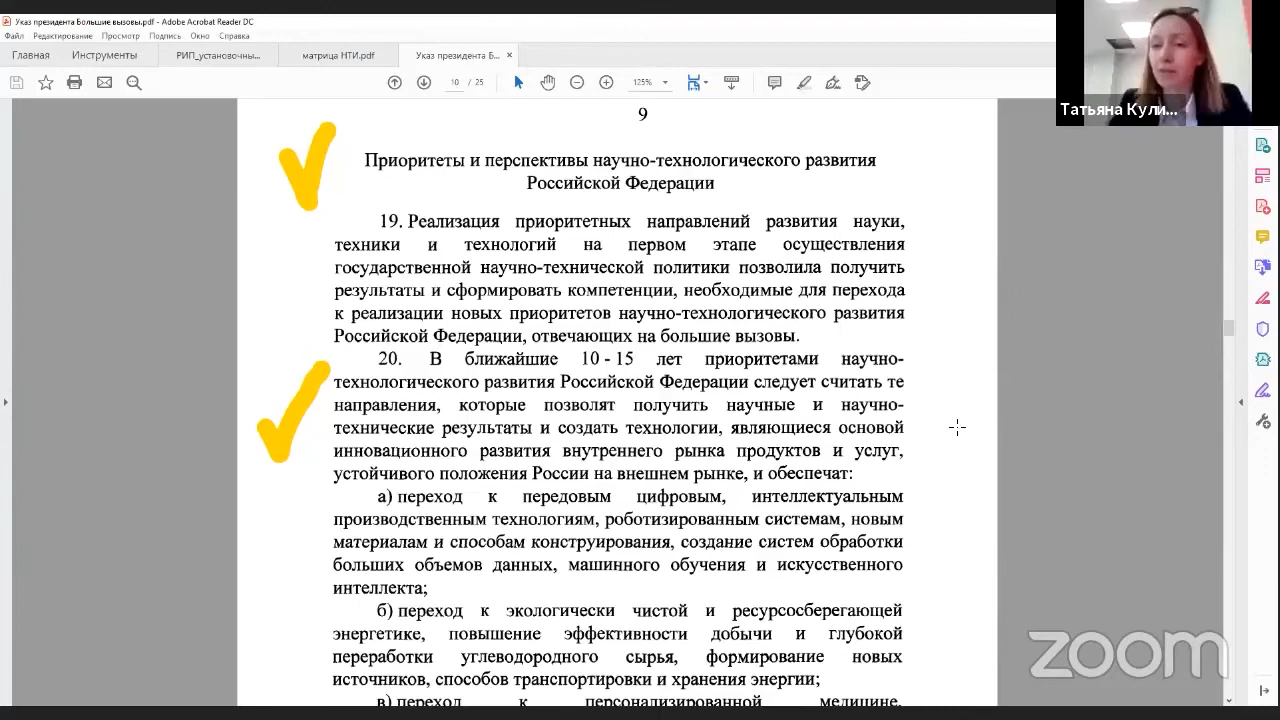 Указ президента Большие вызовы.pdf - Adobe Acrobat Reader DC
Файл Редактирование Просмотр Подпись Окно Справка
Главная Инструменты РИП_установочны... матрица НТИ.pdf Указ президента Б... ×
10 / 25 125%
Татьяна Кули...
9
Приоритеты и перспективы научно-технологического развития
Российской Федерации
19. Реализация приоритетных направлений развития науки,
техники и технологий на первом этапе осуществления
государственной научно-технической политики позволила получить
результаты и сформировать компетенции, необходимые для перехода
к реализации новых приоритетов научно-технологического развития
Российской Федерации, отвечающих на большие вызовы.
20. В ближайшие 10 - 15 лет приоритетами научно-
технологического развития Российской Федерации следует считать те
направления, которые позволят получить научные и научно-
технические результаты и создать технологии, являющиеся основой
инновационного развития внутреннего рынка продуктов и услуг,
устойчивого положения России на внешнем рынке, и обеспечат:
а) переход к передовым цифровым, интеллектуальным
производственным технологиям, роботизированным системам, новым
материалам и способам конструирования, создание систем обработки
больших объемов данных, машинного обучения и искусственного
интеллекта;
б) переход к экологически чистой и ресурсосберегающей
энергетике, повышение эффективности добычи и глубокой
переработки углеводородного сырья, формирование новых
источников, способов транспортировки и хранения энергии;
в) переход к персонализированной медицине,
zoom